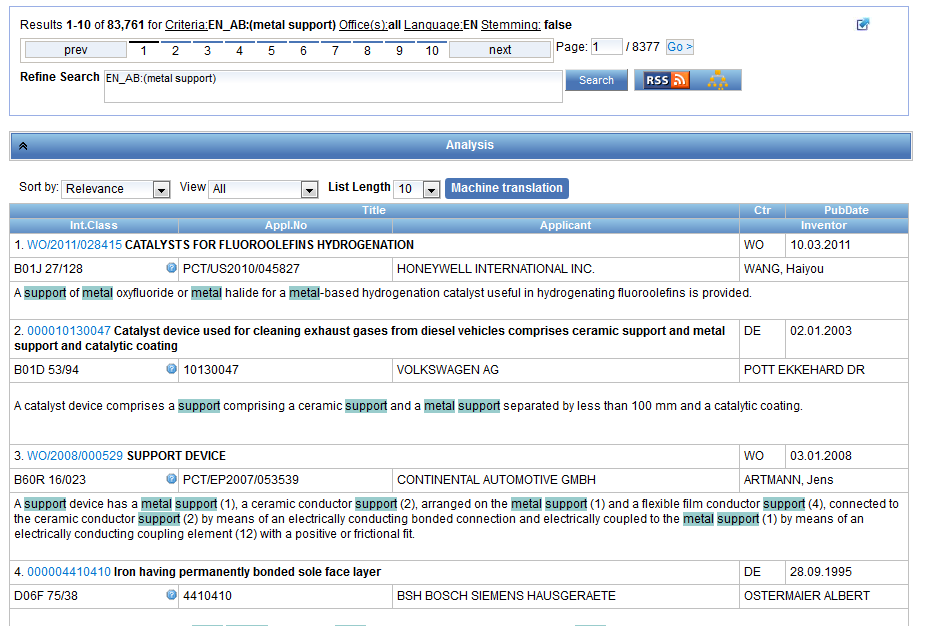 Results 1-10 of 83,761 for Criteria:EN_AB:(metal support) Office(s):all Language:EN Stemming: false
prev 1 2 3 4 5 6 7 8 9 10 next Page: 1 / 8377 Go >
Refine Search EN_AB:(metal support) Search RSS
Analysis
Sort by: Relevance View All List Length 10 Machine translation
Title Ctr PubDate
Int.Class Appl.No Applicant Inventor
1. WO/2011/028415 CATALYSTS FOR FLUOROOLEFINS HYDROGENATION WO 10.03.2011
B01J 27/128 PCT/US2010/045827 HONEYWELL INTERNATIONAL INC. WANG, Haiyou
A support of metal oxyfluoride or metal halide for a metal-based hydrogenation catalyst useful in hydrogenating fluoroolefins is provided.
2. 000010130047 Catalyst device used for cleaning exhaust gases from diesel vehicles comprises ceramic support and metal DE 02.01.2003
support and catalytic coating
B01D 53/94 10130047 VOLKSWAGEN AG POTT EKKEHARD DR
A catalyst device comprises a support comprising a ceramic support and a metal support separated by less than 100 mm and a catalytic coating.
3. WO/2008/000529 SUPPORT DEVICE WO 03.01.2008
B60R 16/023 PCT/EP2007/053539 CONTINENTAL AUTOMOTIVE GMBH ARTMANN, Jens
A support device has a metal support (1), a ceramic conductor support (2), arranged on the metal support (1) and a flexible film conductor support (4), connected to
the ceramic conductor support (2) by means of an electrically conducting bonded connection and electrically coupled to the metal support (1) by means of an
electrically conducting coupling element (12) with a positive or frictional fit.
4. 000004410410 Iron having permanently bonded sole face layer DE 28.09.1995
D06F 75/38 4410410 BSH BOSCH SIEMENS HAUSGERAETE OSTERMAIER ALBERT